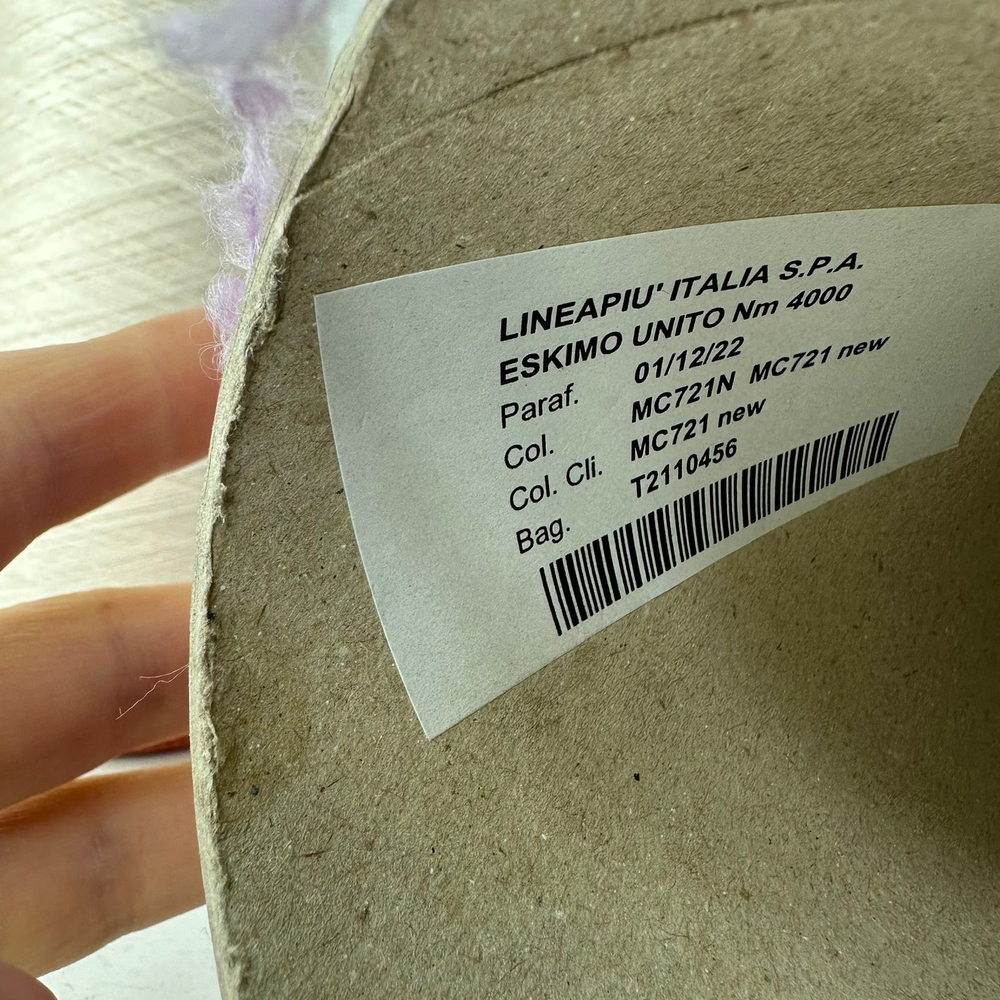 LINEAPIU' ITALIA S.P.A.
ESKIMO UNITO Nm 4000
Paraf. 01/12/22
Col. MC721N MC721 new
Col. Cli. MC721 new
Bag. T2110456